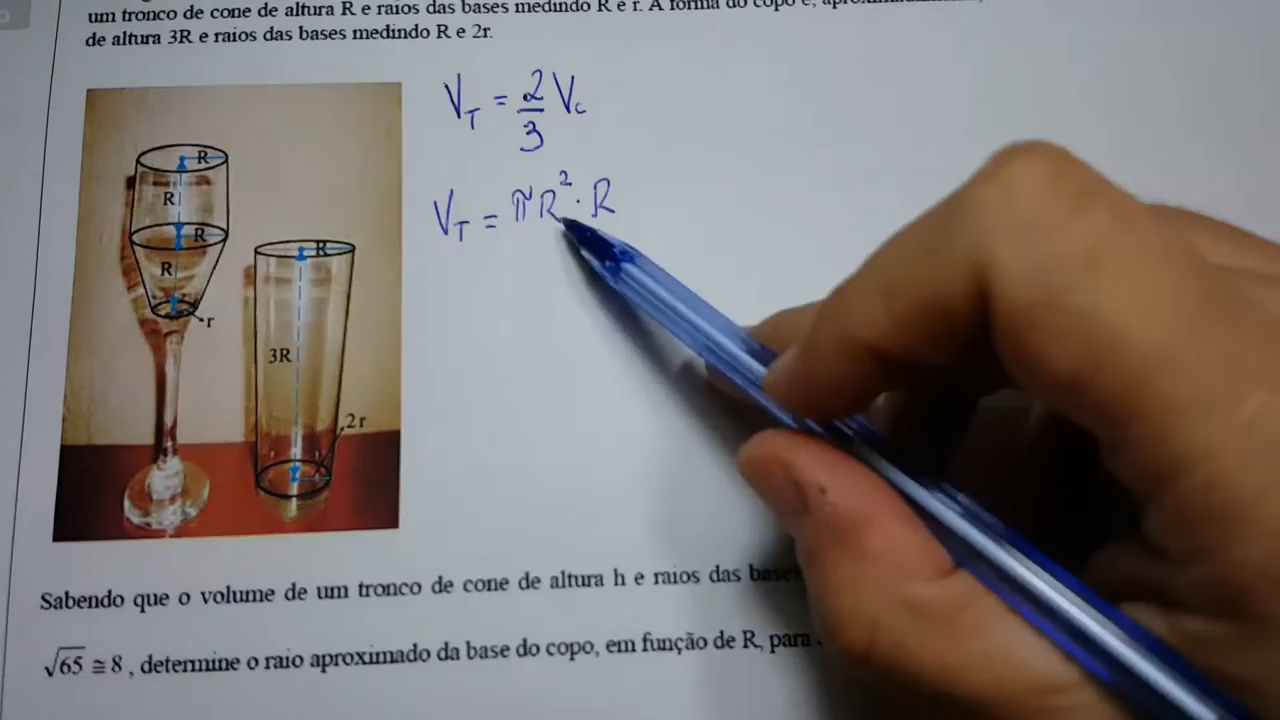 um tronco de cone de altura R e raios das bases medindo R e r. A forma do copo é,
de altura 3R e raios das bases medindo R e 2r.
V_T = 2/3 V_c
V_T = πR² · R
R
R
R
R
r
R
3R
2r
Sabendo que o volume de um tronco de cone de altura h e raios das bases
√65 ≅ 8 , determine o raio aproximado da base do copo, em função de R, para